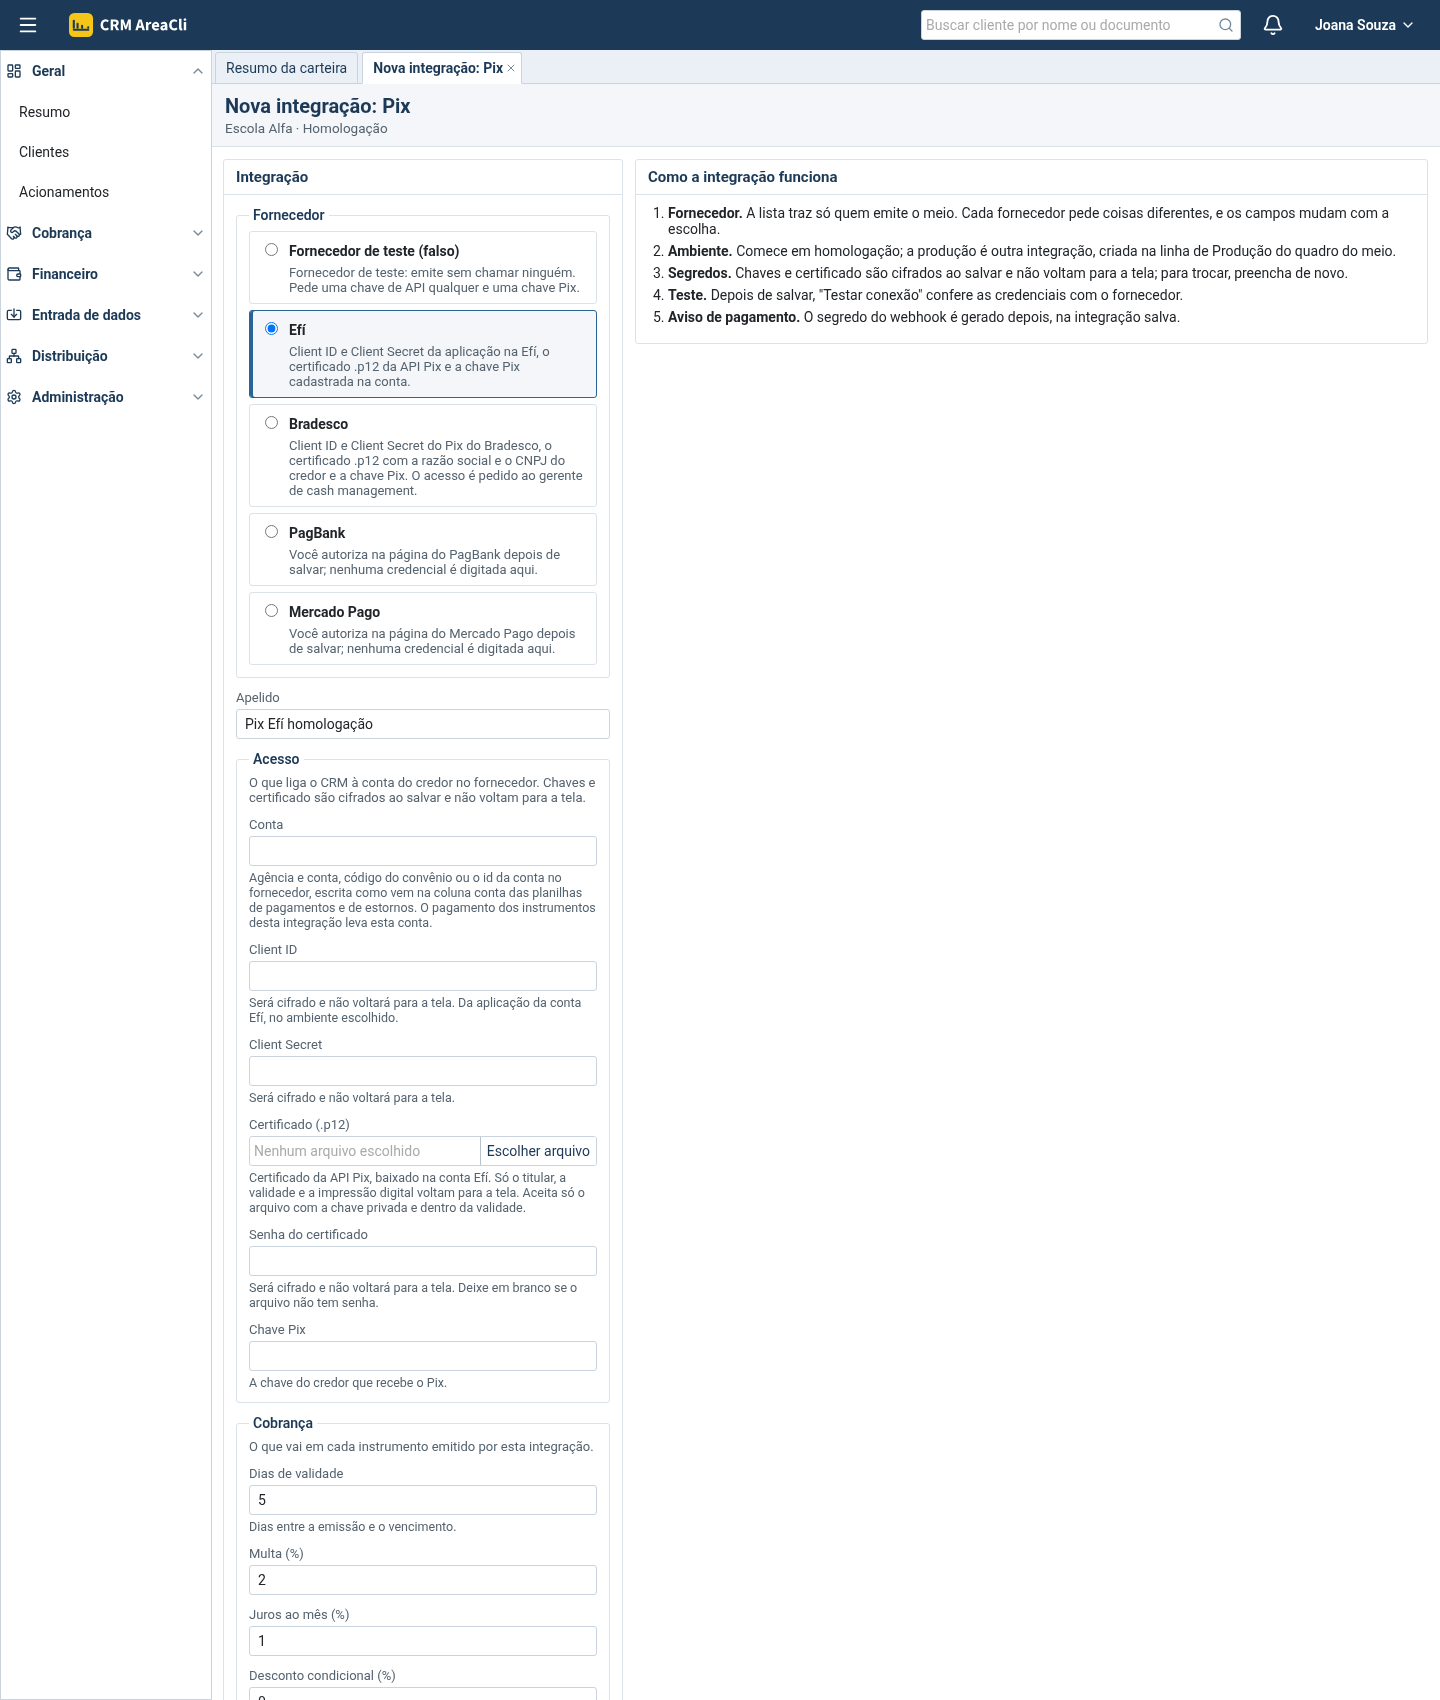 CRM AreaCli
Buscar cliente por nome ou documento
Joana Souza
Geral
Resumo
Clientes
Acionamentos
Cobrança
Financeiro
Entrada de dados
Distribuição
Administração
Resumo da carteira
Nova integração: Pix
Nova integração: Pix
Escola Alfa · Homologação
Integração
Fornecedor
Fornecedor de teste (falso)
Fornecedor de teste: emite sem chamar ninguém.
Pede uma chave de API qualquer e uma chave Pix.
Efí
Client ID e Client Secret da aplicação na Efí, o
certificado .p12 da API Pix e a chave Pix
cadastrada na conta.
Bradesco
Client ID e Client Secret do Pix do Bradesco, o
certificado .p12 com a razão social e o CNPJ do
credor e a chave Pix. O acesso é pedido ao gerente
de cash management.
PagBank
Você autoriza na página do PagBank depois de
salvar; nenhuma credencial é digitada aqui.
Mercado Pago
Você autoriza na página do Mercado Pago depois
de salvar; nenhuma credencial é digitada aqui.
Apelido
Pix Efí homologação
Acesso
O que liga o CRM à conta do credor no fornecedor. Chaves e
certificado são cifrados ao salvar e não voltam para a tela.
Conta
Agência e conta, código do convênio ou o id da conta no
fornecedor, escrita como vem na coluna conta das planilhas
de pagamentos e de estornos. O pagamento dos instrumentos
desta integração leva esta conta.
Client ID
Será cifrado e não voltará para a tela. Da aplicação da conta
Efí, no ambiente escolhido.
Client Secret
Será cifrado e não voltará para a tela.
Certificado (.p12)
Nenhum arquivo escolhido
Escolher arquivo
Certificado da API Pix, baixado na conta Efí. Só o titular, a
validade e a impressão digital voltam para a tela. Aceita só o
arquivo com a chave privada e dentro da validade.
Senha do certificado
Será cifrado e não voltará para a tela. Deixe em branco se o
arquivo não tem senha.
Chave Pix
A chave do credor que recebe o Pix.
Cobrança
O que vai em cada instrumento emitido por esta integração.
Dias de validade
5
Dias entre a emissão e o vencimento.
Multa (%)
2
Juros ao mês (%)
1
Desconto condicional (%)
Como a integração funciona
1. Fornecedor. A lista traz só quem emite o meio. Cada fornecedor pede coisas diferentes, e os campos mudam com a
escolha.
2. Ambiente. Comece em homologação; a produção é outra integração, criada na linha de Produção do quadro do meio.
3. Segredos. Chaves e certificado são cifrados ao salvar e não voltam para a tela; para trocar, preencha de novo.
4. Teste. Depois de salvar, "Testar conexão" confere as credenciais com o fornecedor.
5. Aviso de pagamento. O segredo do webhook é gerado depois, na integração salva.